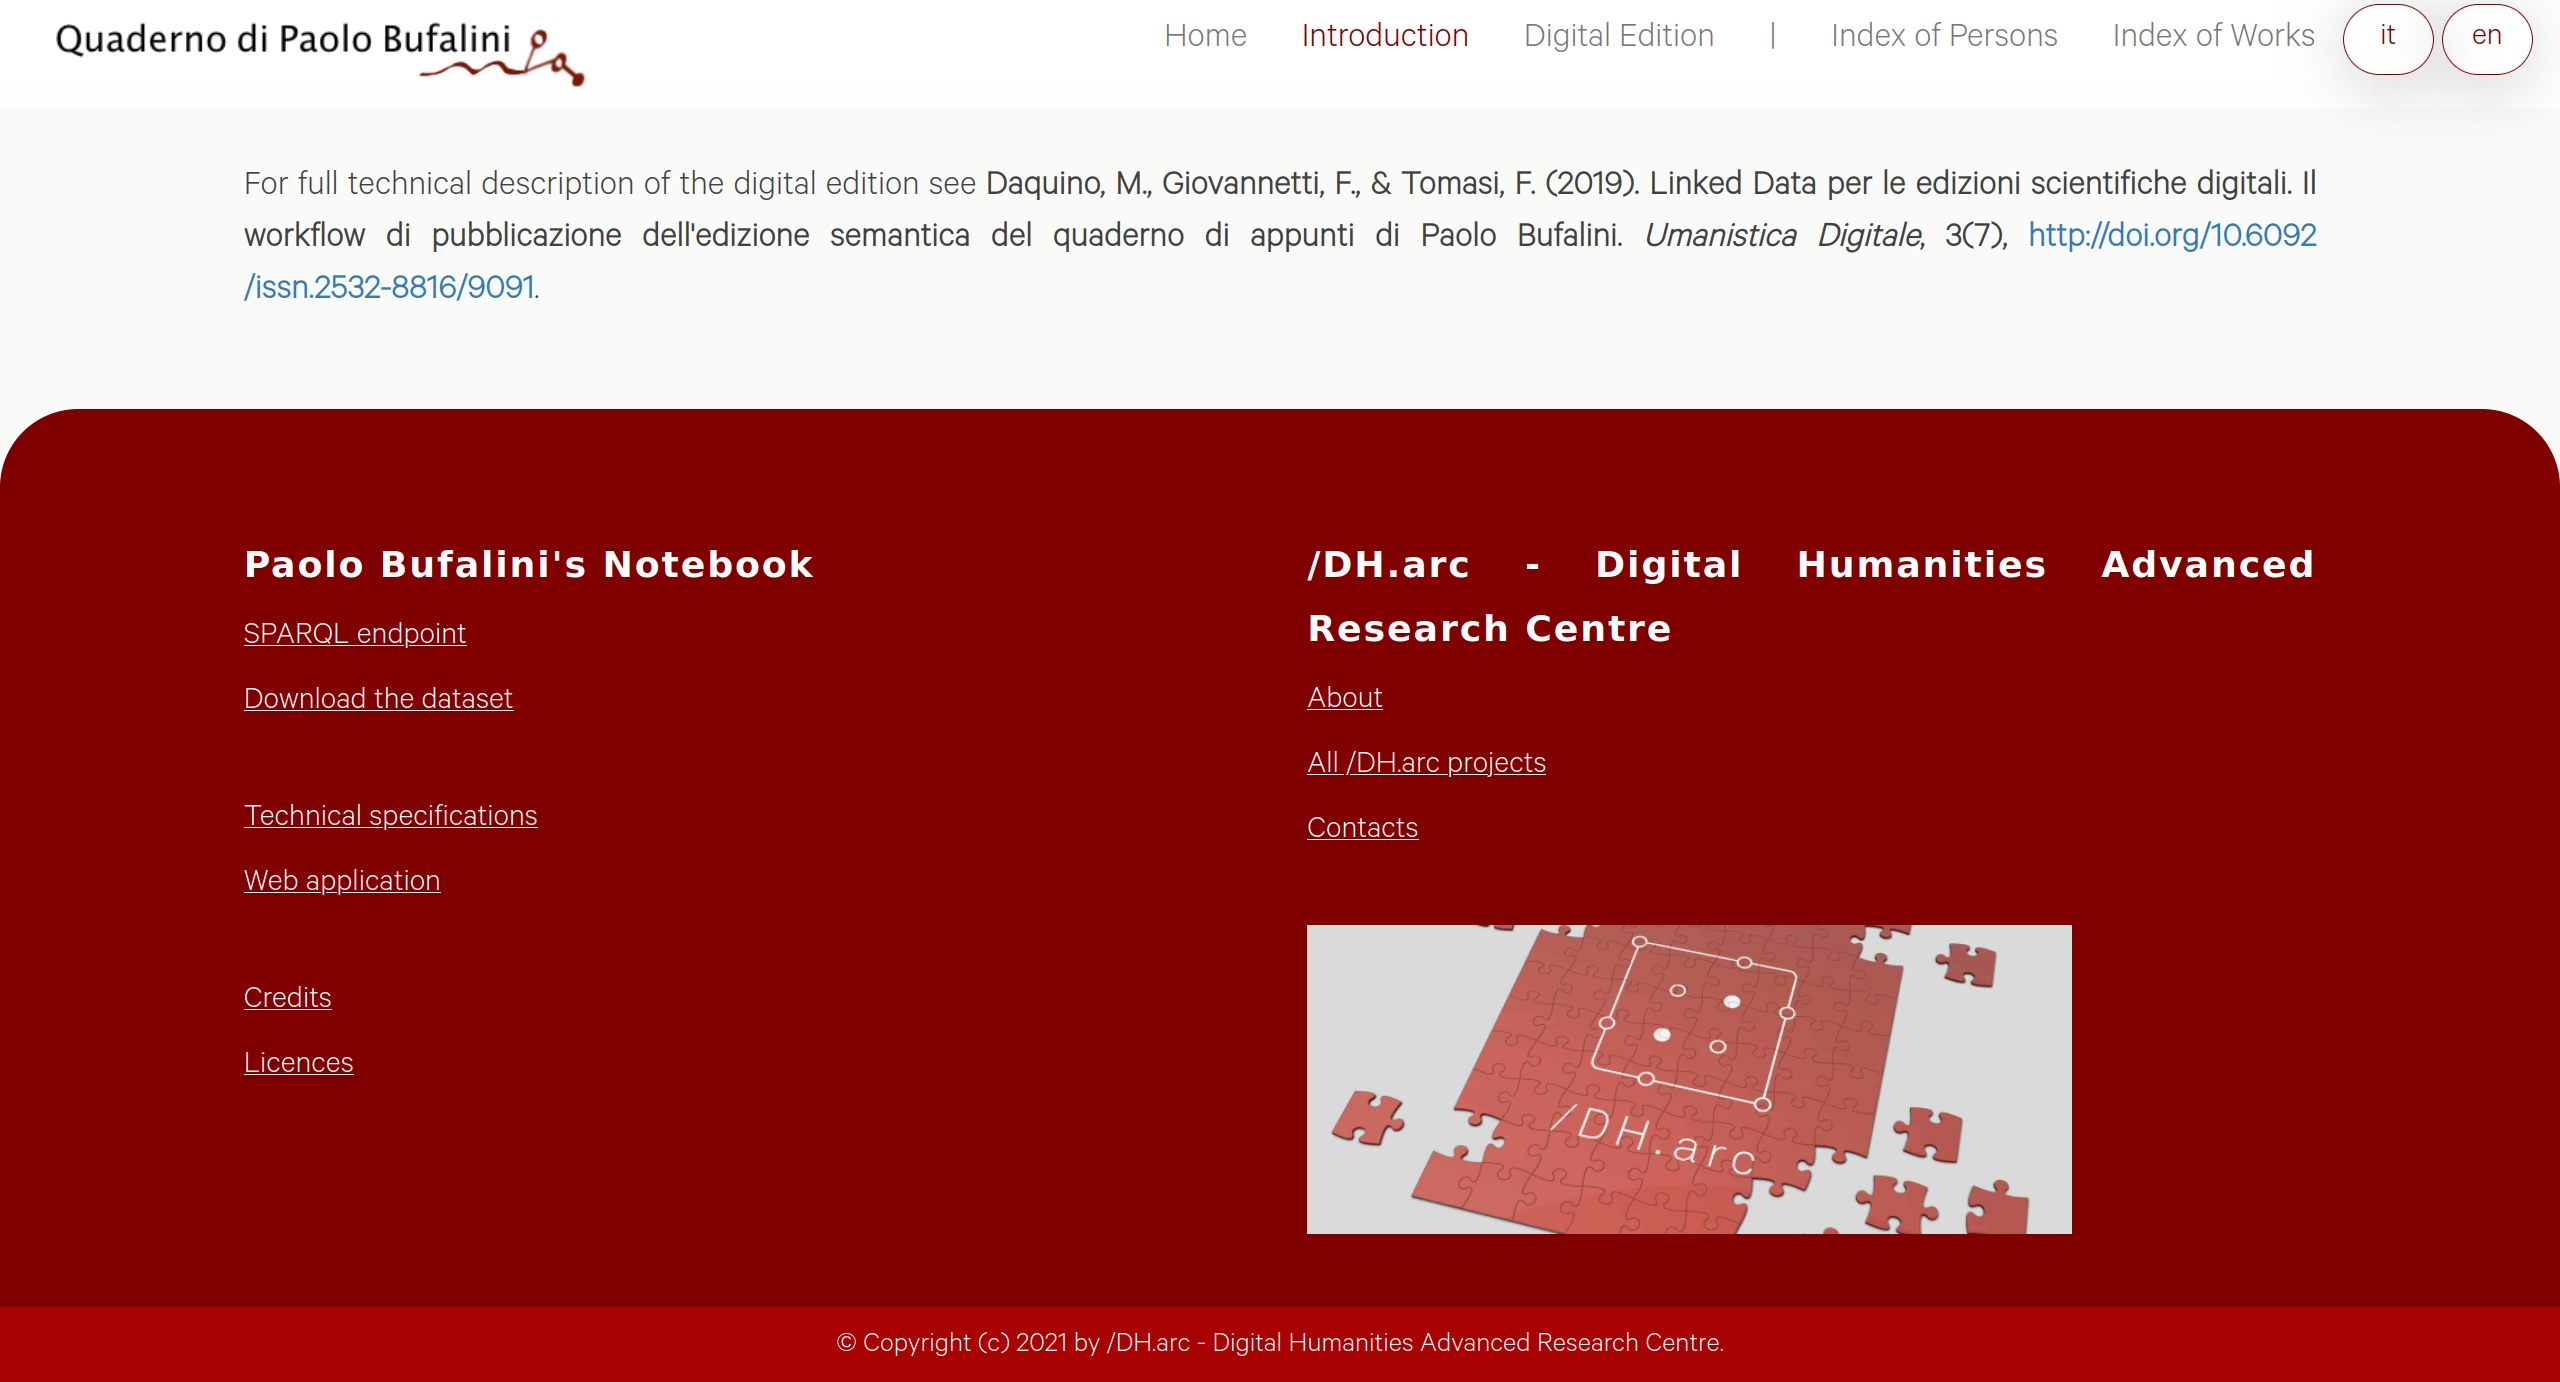 Quaderno di Paolo Bufalini
Home Introduction Digital Edition | Index of Persons Index of Works it en
For full technical description of the digital edition see Daquino, M., Giovannetti, F., & Tomasi, F. (2019). Linked Data per le edizioni scientifiche digitali. Il
workflow di pubblicazione dell'edizione semantica del quaderno di appunti di Paolo Bufalini. Umanistica Digitale, 3(7), http://doi.org/10.6092
/issn.2532-8816/9091.
Paolo Bufalini's Notebook
SPARQL endpoint
Download the dataset
Technical specifications
Web application
Credits
Licences
/DH.arc - Digital Humanities Advanced
Research Centre
About
All /DH.arc projects
Contacts
/DH.arc
© Copyright (c) 2021 by /DH.arc - Digital Humanities Advanced Research Centre.